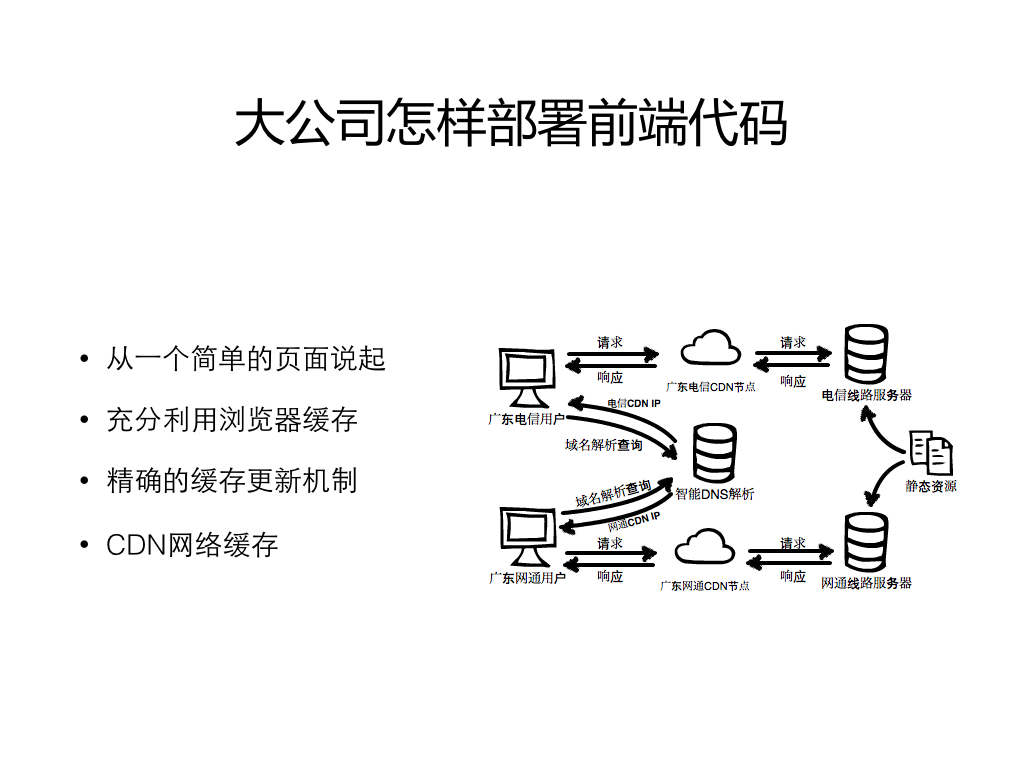 大公司怎样部署前端代码
• 从一个简单的页面说起
• 充分利用浏览器缓存
• 精确的缓存更新机制
• CDN网络缓存
请求
响应
请求
响应
广东电信用户
广东电信CDN节点
电信线路服务器
电信CDN IP
域名解析查询
智能DNS解析
静态资源
域名解析查询
网通CDN IP
请求
响应
请求
响应
广东网通用户
广东网通CDN节点
网通线路服务器